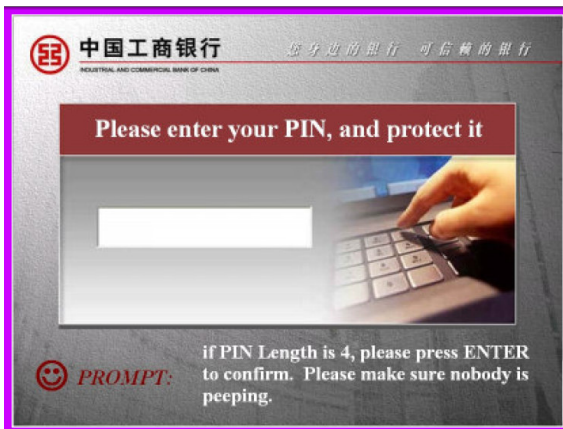 中国工商银行
INDUSTRIAL AND COMMERCIAL BANK OF CHINA
您身边的银行 可信赖的银行
Please enter your PIN, and protect it
PROMPT:
if PIN Length is 4, please press ENTER
to confirm. Please make sure nobody is
peeping.